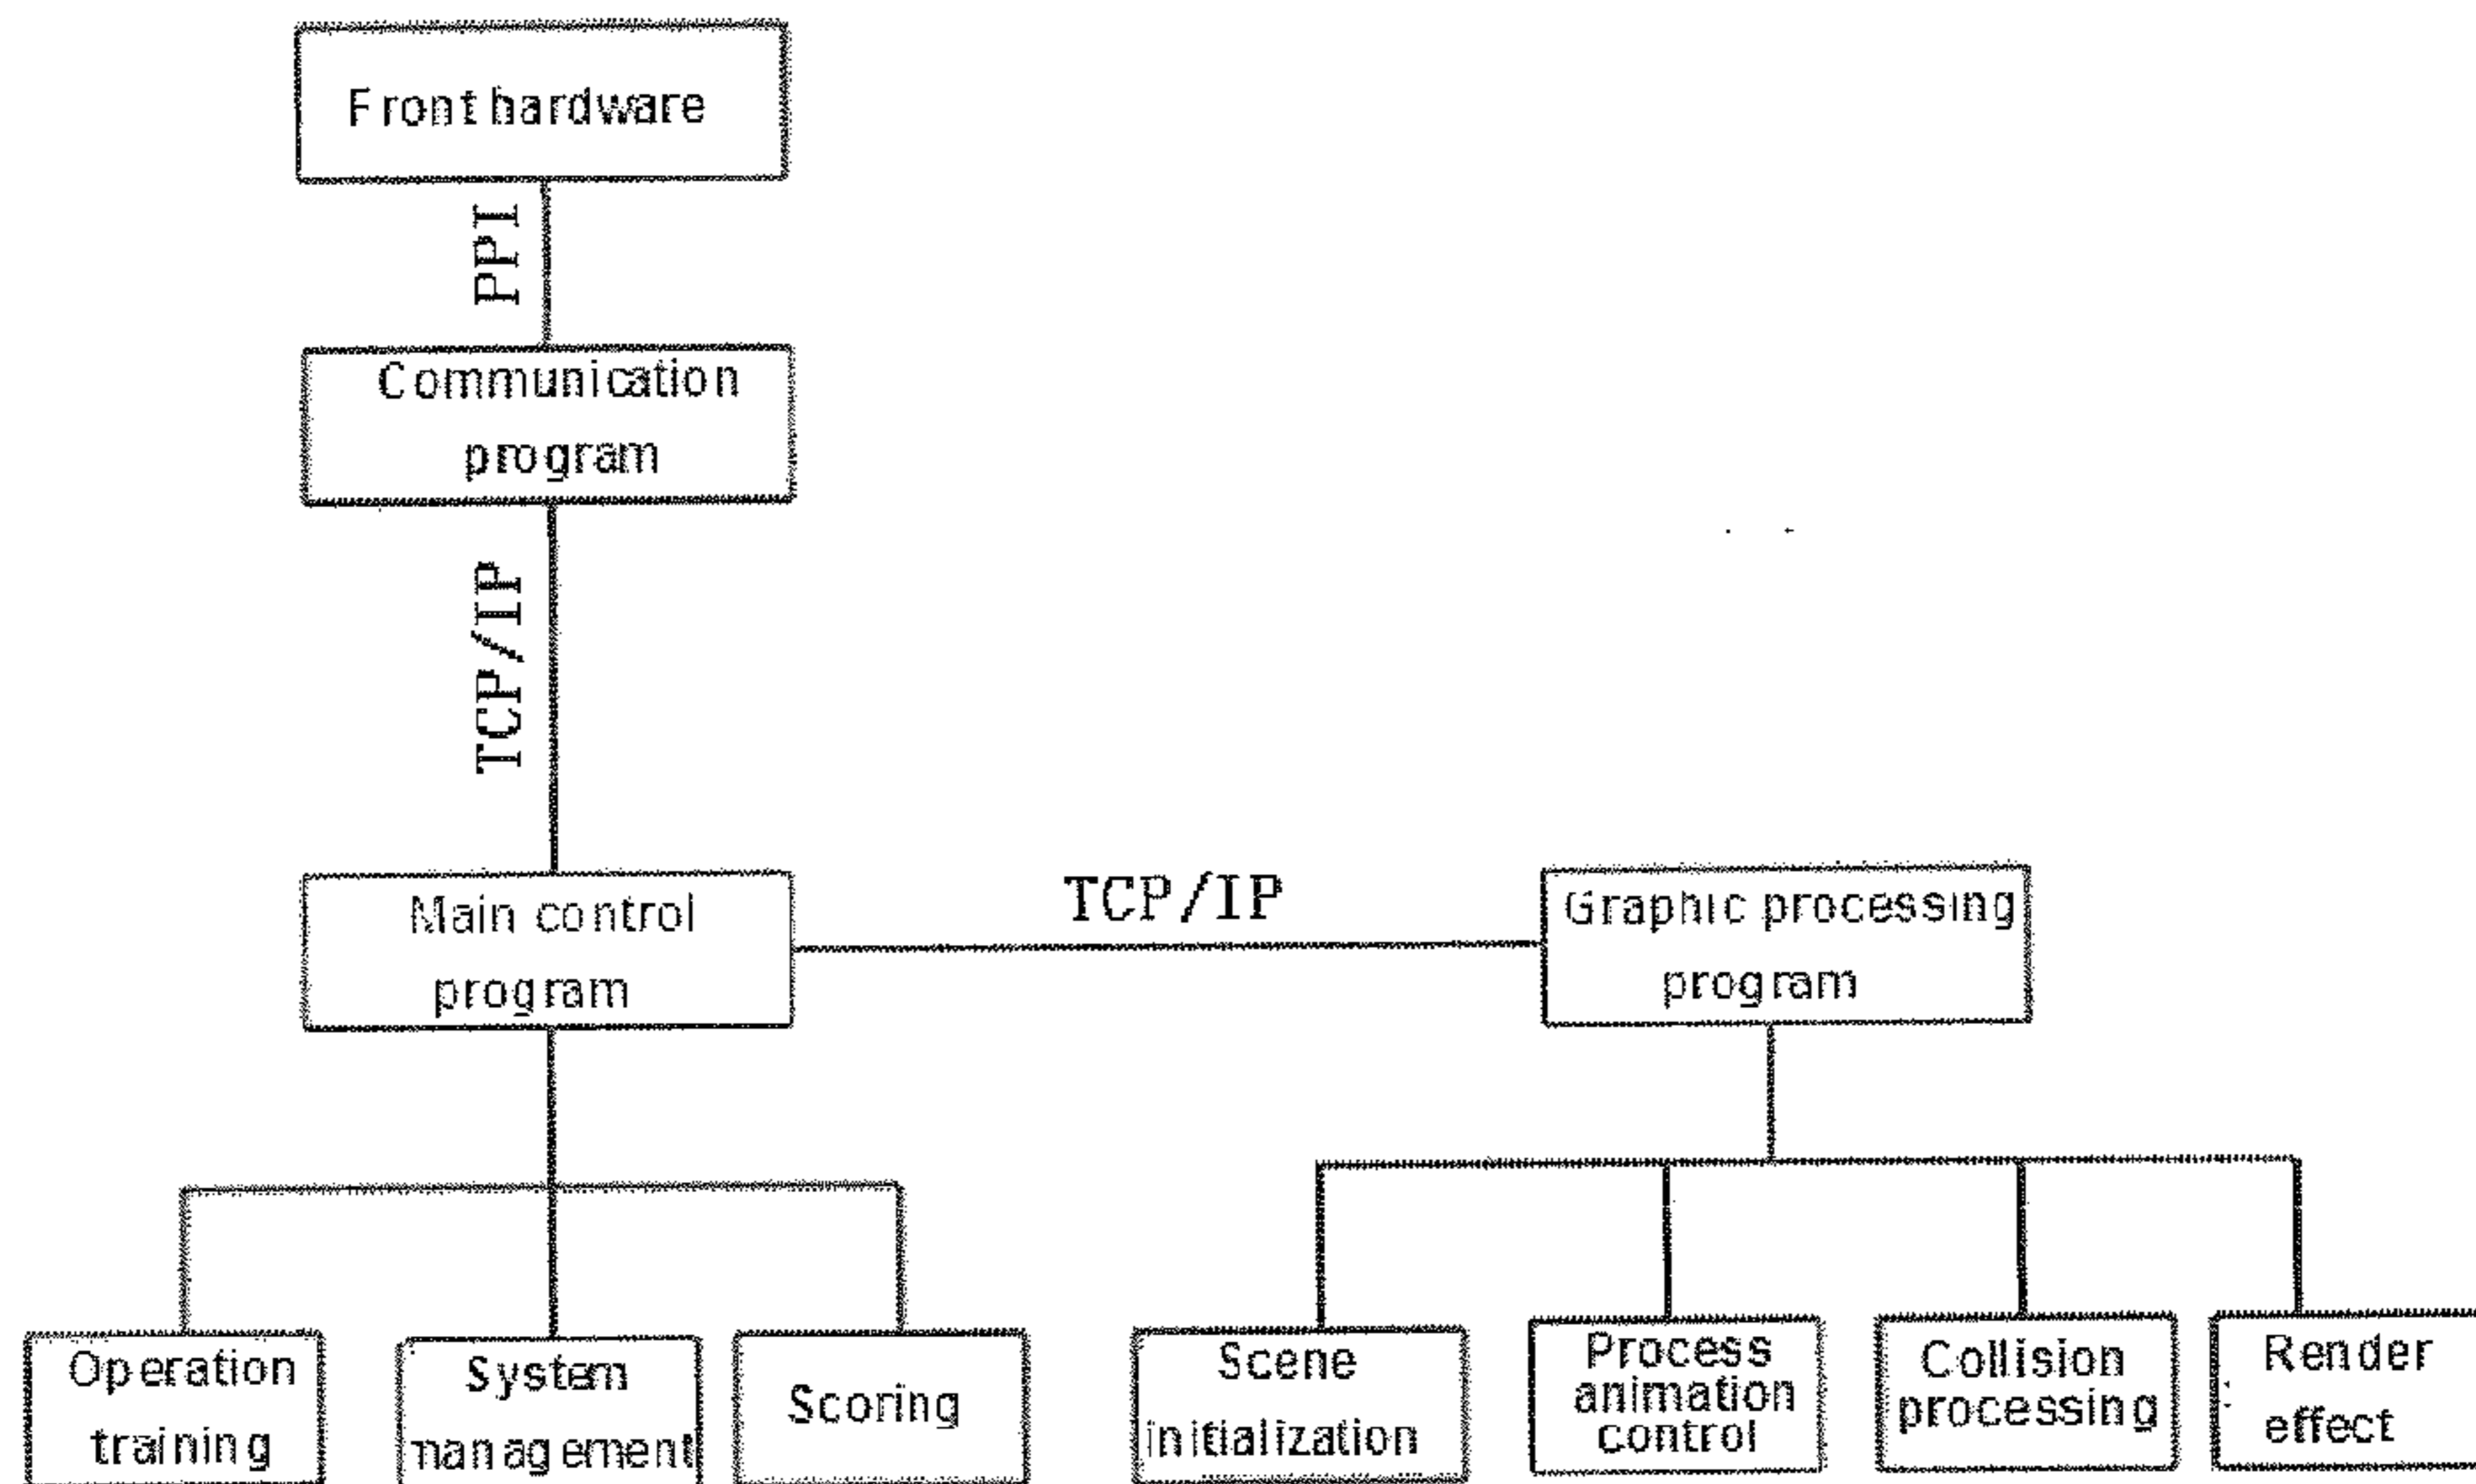 Front hardware
PPI
Communication
program
TCP/IP
Main control
program
TCP/IP
Graphic processing
program
Operation
training
System
management
Scoring
Scene
initialization
Process
animation
control
Collision
processing
Render
effect